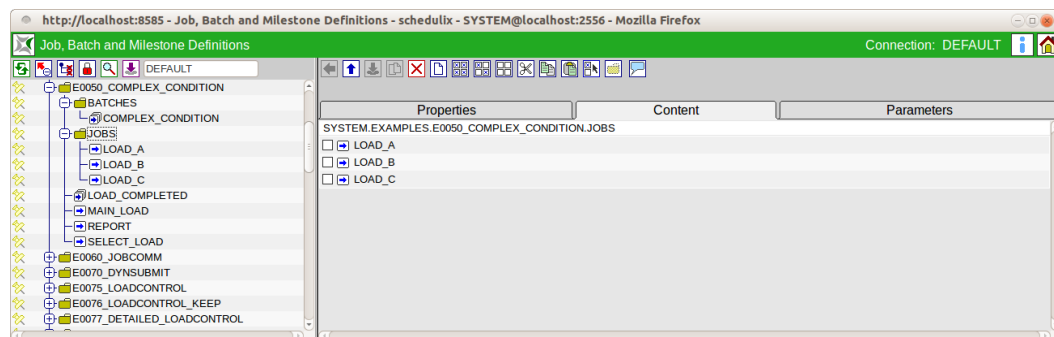 http://localhost:8585 - Job, Batch and Milestone Definitions - schedulix - SYSTEM@localhost:2556 - Mozilla Firefox
Job, Batch and Milestone Definitions
Connection: DEFAULT
DEFAULT
E0050_COMPLEX_CONDITION
BATCHES
COMPLEX_CONDITION
JOBS
LOAD_A
LOAD_B
LOAD_C
LOAD_COMPLETED
MAIN_LOAD
REPORT
SELECT_LOAD
E0060_JOBCOMM
E0070_DYNSUBMIT
E0075_LOADCONTROL
E0076_LOADCONTROL_KEEP
E0077_DETAILED_LOADCONTROL
Properties
Content
Parameters
SYSTEM.EXAMPLES.E0050_COMPLEX_CONDITION.JOBS
LOAD_A
LOAD_B
LOAD_C